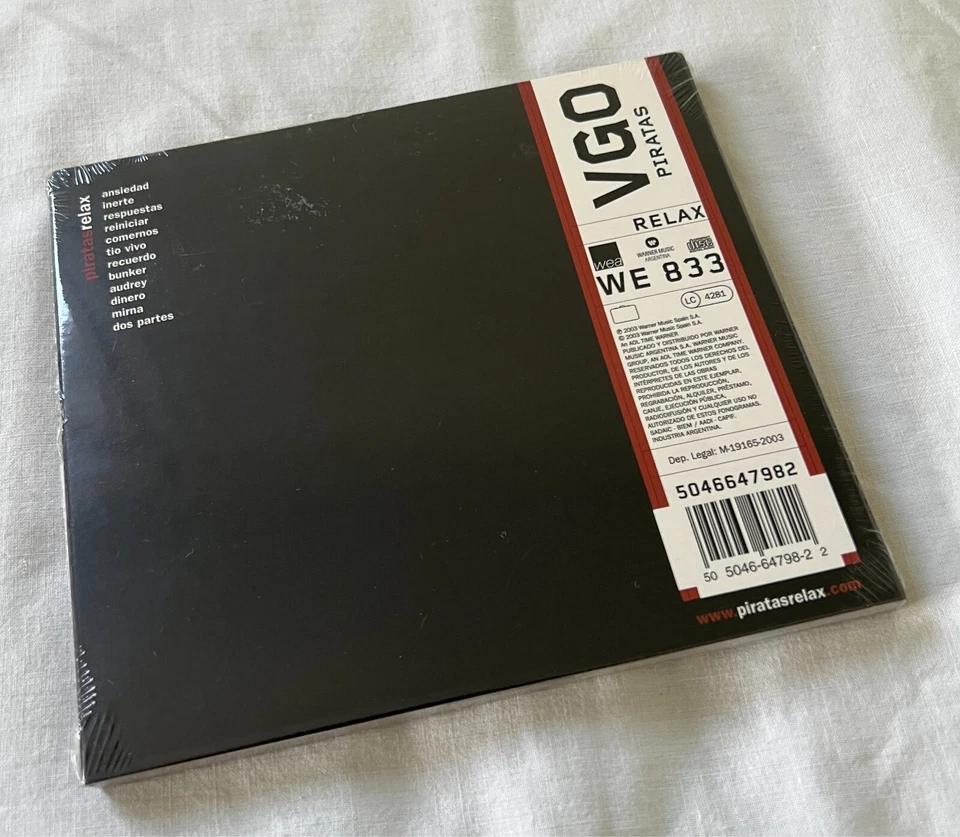 piratasrelax
ansiedad
inerte
respuestas
reiniciar
comernos
tio vivo
recuerdo
bunker
audrey
dinero
mirna
dos partes
VGO
PIRATAS
RELAX
wea
WARNER MUSIC
ARGENTINA
disc
WE 833
LC 4281
℗ 2003 Warner Music Spain S.A.
© 2003 Warner Music Spain S.A.
An AOL TIME WARNER
PUBLICADO Y DISTRIBUIDO POR WARNER
MUSIC ARGENTINA S.A. WARNER MUSIC
GROUP, AN AOL TIME WARNER COMPANY.
RESERVADOS TODOS LOS DERECHOS DEL
PRODUCTOR, DE LOS AUTORES Y DE LOS
INTÉRPRETES DE LAS OBRAS
REPRODUCIDAS EN ESTE EJEMPLAR.
PROHIBIDA LA REPRODUCCIÓN,
REGRABACIÓN, ALQUILER, PRÉSTAMO,
CANJE, EJECUCIÓN PÚBLICA,
RADIODIFUSIÓN Y CUALQUIER USO NO
AUTORIZADO DE ESTOS FONOGRAMAS.
SADAIC - BIEM / AADI - CAPIF.
INDUSTRIA ARGENTINA.
Dep. Legal: M-19165-2003
5046647982
50 5046-64798-2 2
www.piratasrelax.com